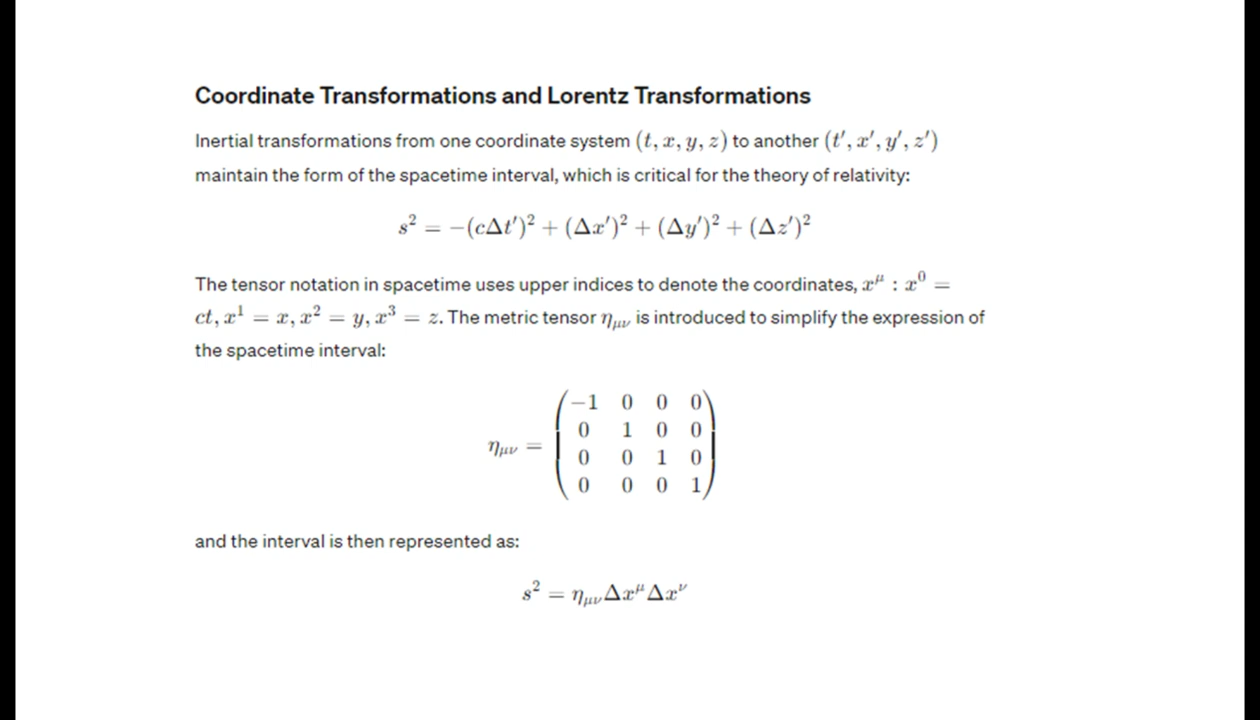 Coordinate Transformations and Lorentz Transformations
Inertial transformations from one coordinate system (t, x, y, z) to another (t′, x′, y′, z′)
maintain the form of the spacetime interval, which is critical for the theory of relativity:
s² = −(cΔt′)² + (Δx′)² + (Δy′)² + (Δz′)²
The tensor notation in spacetime uses upper indices to denote the coordinates, x^μ : x⁰ =
ct, x¹ = x, x² = y, x³ = z. The metric tensor η_μν is introduced to simplify the expression of
the spacetime interval:
−1 0 0 0
0 1 0 0
η_μν =
0 0 1 0
0 0 0 1
and the interval is then represented as:
s² = η_μν Δx^μ Δx^ν